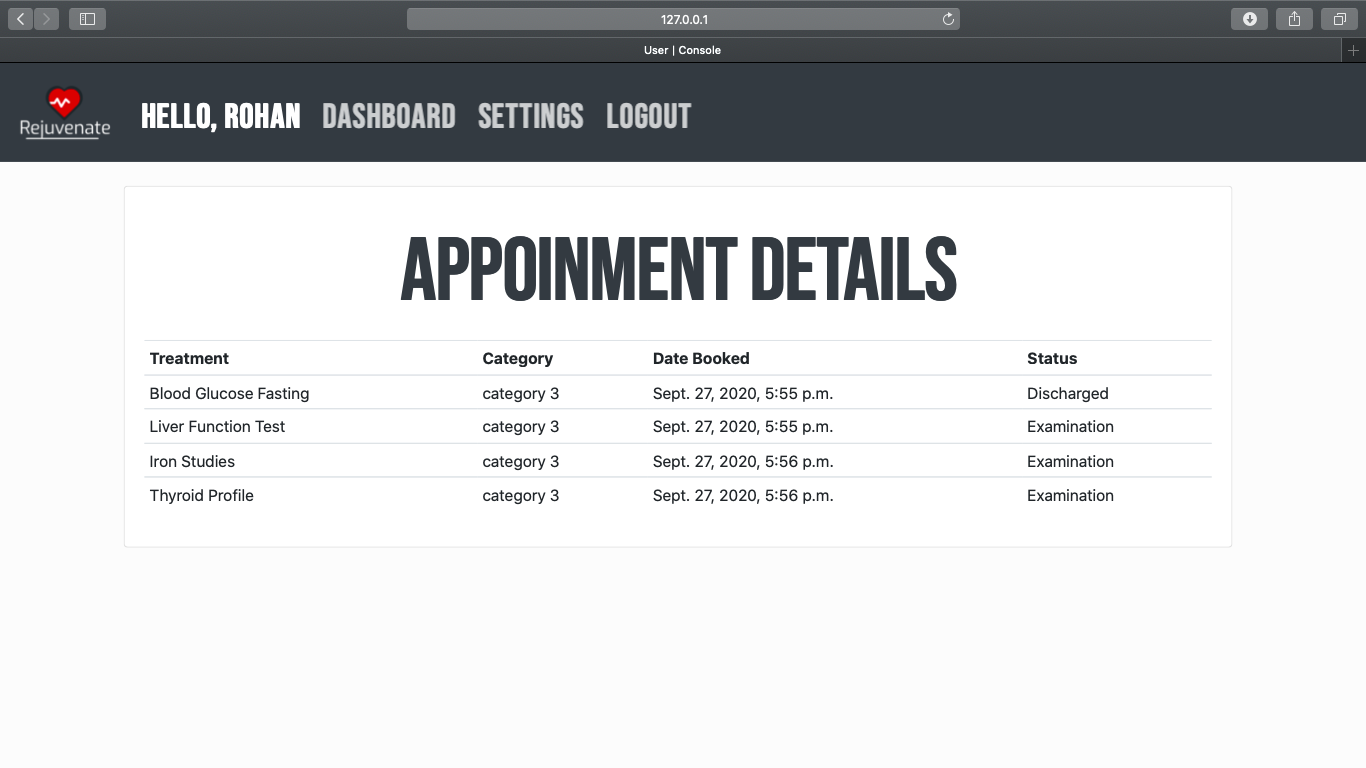 127.0.0.1
User | Console
Rejuvenate
HELLO, ROHAN DASHBOARD SETTINGS LOGOUT
APPOINMENT DETAILS
Treatment Category Date Booked Status
Blood Glucose Fasting category 3 Sept. 27, 2020, 5:55 p.m. Discharged
Liver Function Test category 3 Sept. 27, 2020, 5:55 p.m. Examination
Iron Studies category 3 Sept. 27, 2020, 5:56 p.m. Examination
Thyroid Profile category 3 Sept. 27, 2020, 5:56 p.m. Examination